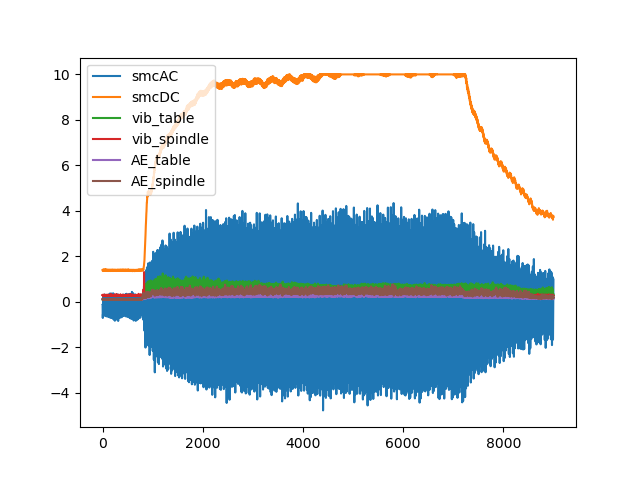 10
8
6
4
2
0
−2
−4
0
2000
4000
6000
8000
smcAC
smcDC
vib_table
vib_spindle
AE_table
AE_spindle